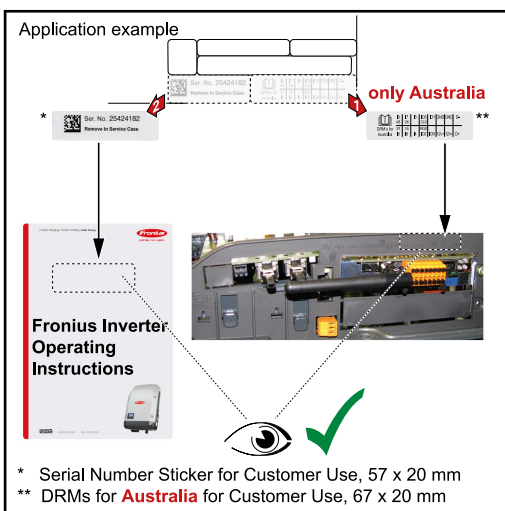 Application example
Ser. No. 25424182
Remove In Service Case
only Australia
2
1
*
Ser. No. 25424182
Remove In Service Case
DRMs for
Australia
**
Fronius
Fronius Inverter
Operating
Instructions
* Serial Number Sticker for Customer Use, 57 x 20 mm
** DRMs for Australia for Customer Use, 67 x 20 mm